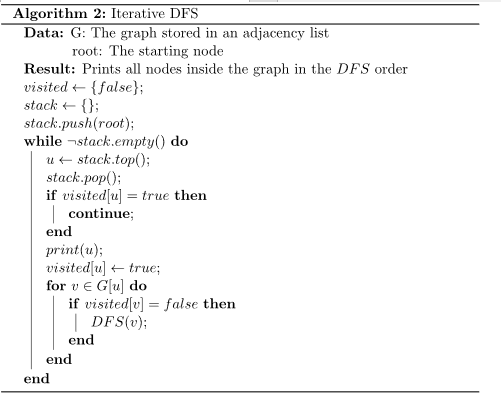 Algorithm 2: Iterative DFS
Data: G: The graph stored in an adjacency list
root: The starting node
Result: Prints all nodes inside the graph in the DFS order
visited ← {false};
stack ← {};
stack.push(root);
while ¬stack.empty() do
u ← stack.top();
stack.pop();
if visited[u] = true then
continue;
end
print(u);
visited[u] ← true;
for v ∈ G[u] do
if visited[v] = false then
DFS(v);
end
end
end